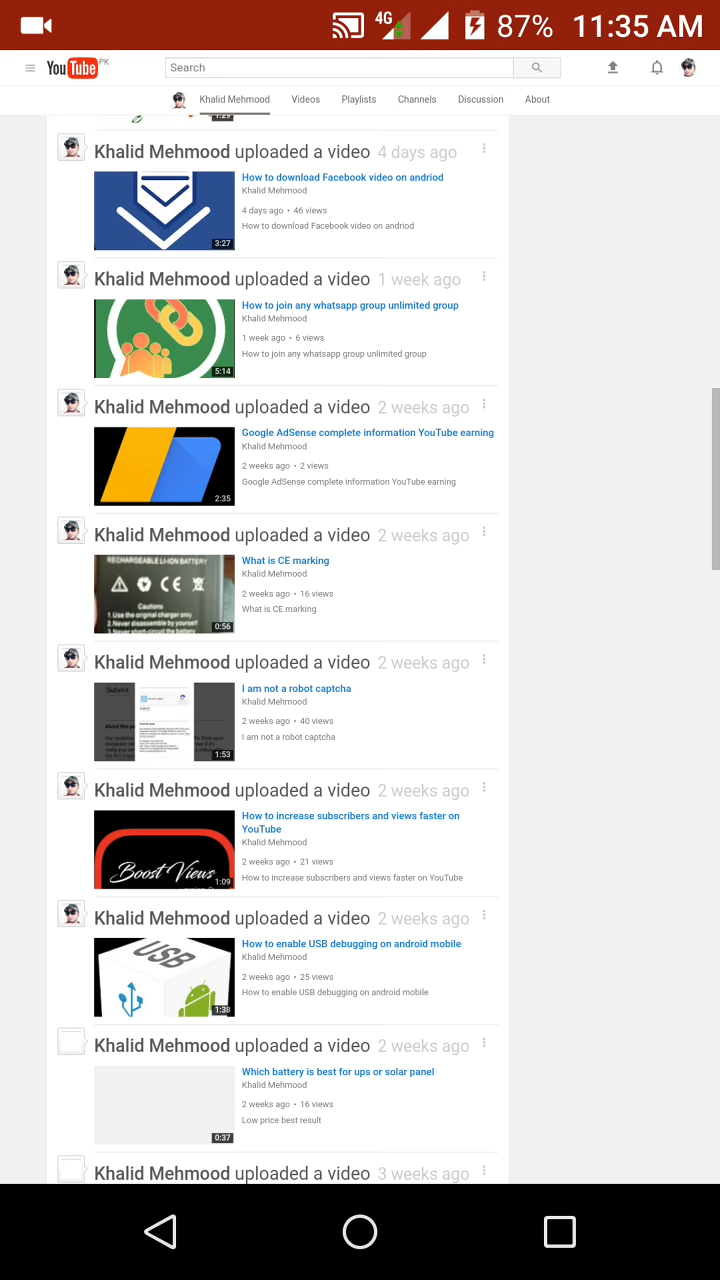 4G 87% 11:35 AM
YouTube PK Search
Khalid Mehmood Videos Playlists Channels Discussion About
1:29
Khalid Mehmood uploaded a video 4 days ago
How to download Facebook video on andriod
Khalid Mehmood
4 days ago • 46 views
How to download Facebook video on andriod
3:27
Khalid Mehmood uploaded a video 1 week ago
How to join any whatsapp group unlimited group
Khalid Mehmood
1 week ago • 6 views
How to join any whatsapp group unlimited group
5:14
Khalid Mehmood uploaded a video 2 weeks ago
Google AdSense complete information YouTube earning
Khalid Mehmood
2 weeks ago • 2 views
Google AdSense complete information YouTube earning
2:35
Khalid Mehmood uploaded a video 2 weeks ago
RECHARGEABLE LI-ION BATTERY
CE
Cautions
1.Use the original charger only
2.Never disassemble by yourself
3.Never short-circuit the battery
0:56
What is CE marking
Khalid Mehmood
2 weeks ago • 16 views
What is CE marking
Khalid Mehmood uploaded a video 2 weeks ago
Submit
1:53
I am not a robot captcha
Khalid Mehmood
2 weeks ago • 40 views
I am not a robot captcha
Khalid Mehmood uploaded a video 2 weeks ago
Boost Views
1:09
How to increase subscribers and views faster on
YouTube
Khalid Mehmood
2 weeks ago • 21 views
How to increase subscribers and views faster on YouTube
Khalid Mehmood uploaded a video 2 weeks ago
USB
1:38
How to enable USB debugging on android mobile
Khalid Mehmood
2 weeks ago • 25 views
How to enable USB debugging on android mobile
Khalid Mehmood uploaded a video 2 weeks ago
Which battery is best for ups or solar panel
Khalid Mehmood
2 weeks ago • 16 views
Low price best result
0:37
Khalid Mehmood uploaded a video 3 weeks ago